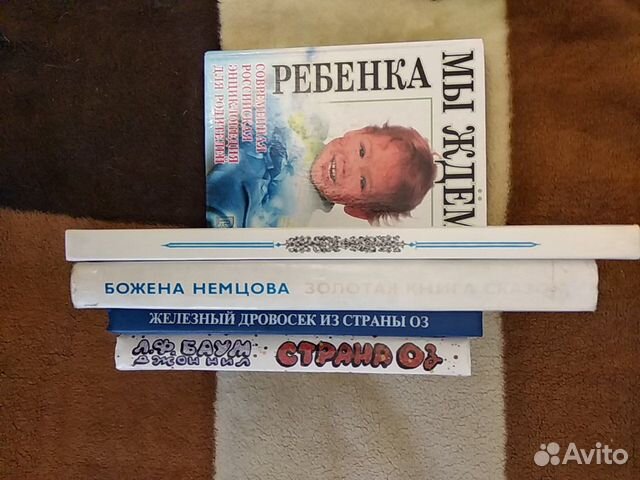 МЫ ЖДЁМ
РЕБЕНКА
СОВРЕМЕННАЯ
РОССИЙСКАЯ
ЭНЦИКЛОПЕДИЯ
ДЛЯ РОДИТЕЛЕЙ
БОЖЕНА НЕМЦОВА ЗОЛОТАЯ КНИГА СКАЗОК
ЖЕЛЕЗНЫЙ ДРОВОСЕК ИЗ СТРАНЫ ОЗ
Л.Ф. БАУМ СТРАНА ОЗ
ДЖОН НИЛ
Avito